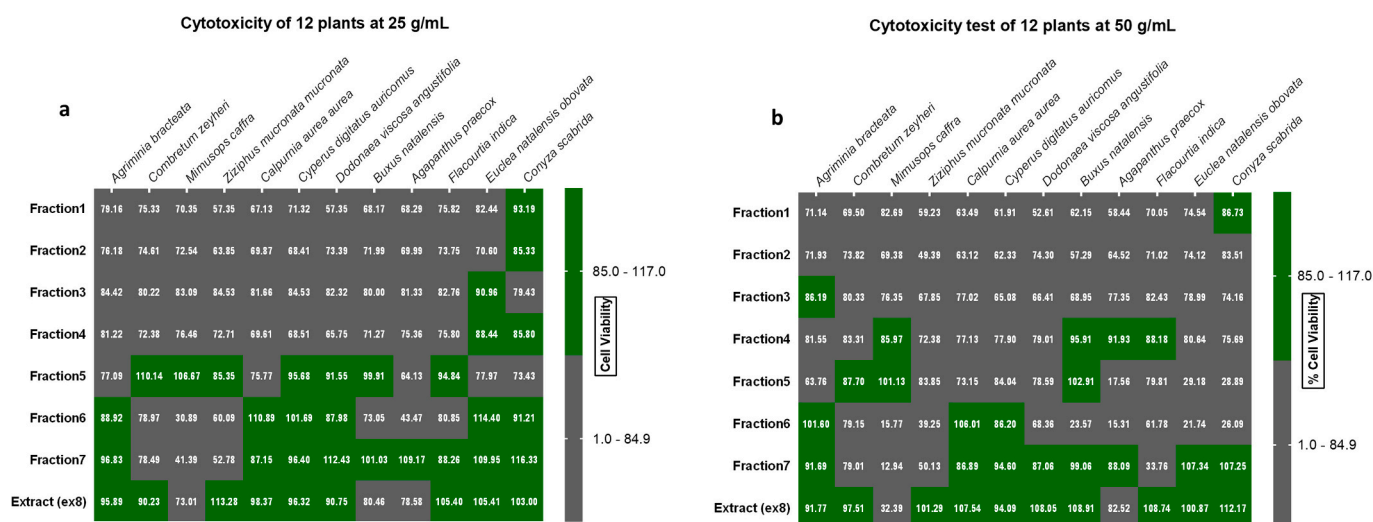 Cytotoxicity of 12 plants at 25 g/mL
a
Agriminia bracteata
Combretum zeyheri
Mimusops caffra
Ziziphus mucronata mucronata
Calpurnia aurea aurea
Cyperus digitatus auricomus
Dodonaea viscosa angustifolia
Buxus natalensis
Agapanthus praecox
Flacourtia indica
Euclea natalensis obovata
Conyza scabrida
Fraction1 79.16 75.33 70.35 57.35 67.13 71.32 57.35 68.17 68.29 75.82 82.44 93.19
Fraction2 76.18 74.61 72.54 63.85 69.87 68.41 73.39 71.99 69.99 73.75 70.60 85.33
Fraction3 84.42 80.22 83.09 84.53 81.66 84.53 82.32 80.00 81.33 82.76 90.96 79.43
Fraction4 81.22 72.38 76.46 72.71 69.61 68.51 65.75 71.27 75.36 75.80 88.44 85.80
Fraction5 77.09 110.14 106.67 85.35 75.77 95.68 91.55 99.91 64.13 94.84 77.97 73.43
Fraction6 88.92 78.97 30.89 60.09 110.89 101.69 87.98 73.05 43.47 80.85 114.40 91.21
Fraction7 96.83 78.49 41.39 52.78 87.15 96.40 112.43 101.03 109.17 88.26 109.95 116.33
Extract (ex8) 95.89 90.23 73.01 113.28 98.37 96.32 90.75 80.46 78.58 105.40 105.41 103.00
85.0 - 117.0
Cell Viability
1.0 - 84.9
Cytotoxicity test of 12 plants at 50 g/mL
b
Agriminia bracteata
Combretum zeyheri
Mimusops caffra
Ziziphus mucronata mucronata
Calpurnia aurea aurea
Cyperus digitatus auricomus
Dodonaea viscosa angustifolia
Buxus natalensis
Agapanthus praecox
Flacourtia indica
Euclea natalensis obovata
Conyza scabrida
Fraction1 71.14 69.50 82.69 59.23 63.49 61.91 52.61 62.15 58.44 70.05 74.54 86.73
Fraction2 71.93 73.82 69.38 49.39 63.12 62.33 74.30 57.29 64.52 71.02 74.12 83.51
Fraction3 86.19 80.33 76.35 67.85 77.02 65.08 66.41 68.95 77.35 82.43 78.99 74.16
Fraction4 81.55 83.31 85.97 72.38 77.13 77.90 79.01 95.91 91.93 88.18 80.64 75.69
Fraction5 63.76 87.70 101.13 83.85 73.15 84.04 78.59 102.91 17.56 79.81 29.18 28.89
Fraction6 101.60 79.15 15.77 39.25 106.01 86.20 68.36 23.57 15.31 61.78 21.74 26.09
Fraction7 91.69 79.01 12.94 50.13 86.89 94.60 87.06 99.06 88.09 33.76 107.34 107.25
Extract (ex8) 91.77 97.51 32.39 101.29 107.54 94.09 108.05 108.91 82.52 108.74 100.87 112.17
85.0 - 117.0
% Cell Viability
1.0 - 84.9